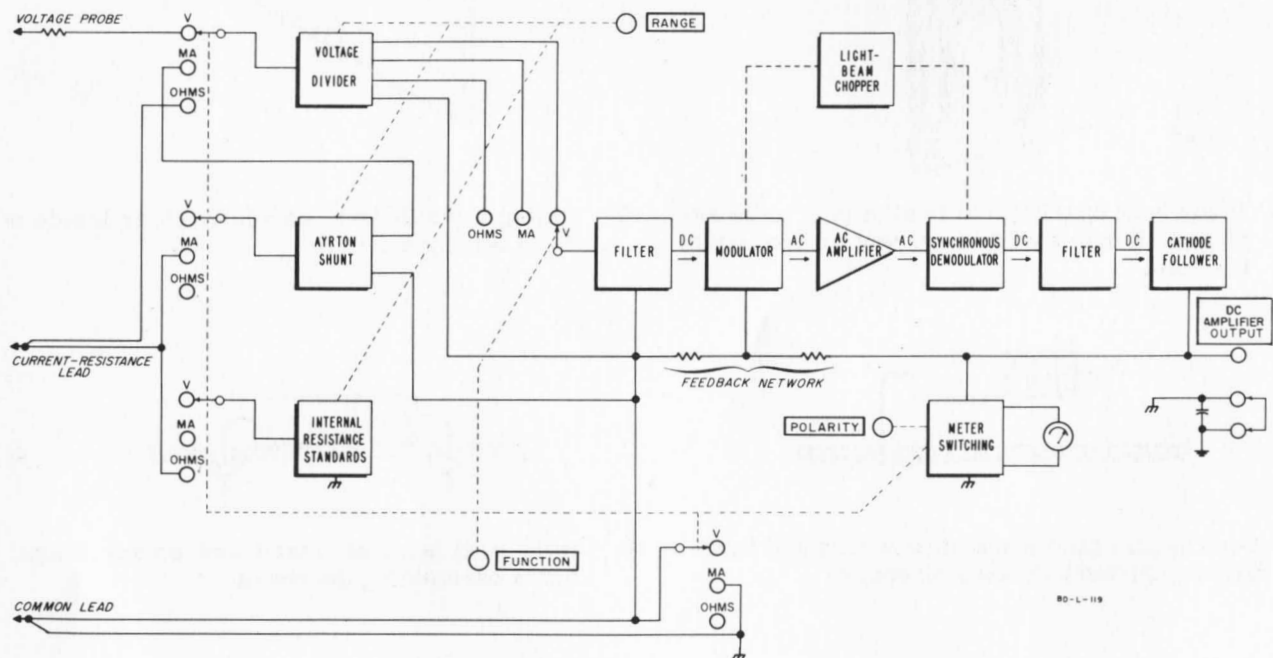 VOLTAGE PROBE
V
MA
OHMS
VOLTAGE
DIVIDER
RANGE
LIGHT-
BEAM
CHOPPER
V
MA
OHMS
AYRTON
SHUNT
OHMS
MA
V
FILTER
DC
MODULATOR
AC
AC
AMPLIFIER
AC
SYNCHRONOUS
DEMODULATOR
DC
FILTER
DC
CATHODE
FOLLOWER
DC
AMPLIFIER
OUTPUT
CURRENT-RESISTANCE
LEAD
FEEDBACK NETWORK
V
MA
OHMS
INTERNAL
RESISTANCE
STANDARDS
POLARITY
METER
SWITCHING
FUNCTION
V
MA
OHMS
COMMON LEAD
BD-L-119